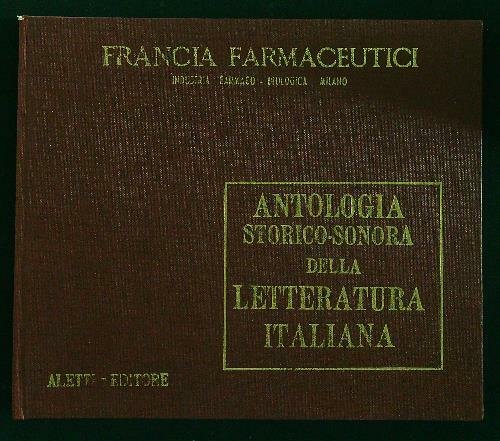 FRANCIA FARMACEUTICI
INDUSTRIA FARMACO - BIOLOGICA MILANO
ANTOLOGIA
STORICO-SONORA
DELLA
LETTERATURA
ITALIANA
ALETTI - EDITORE